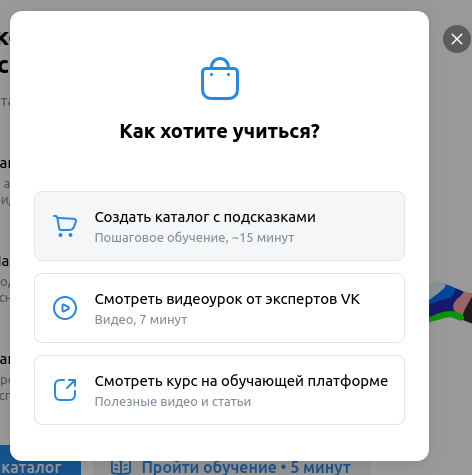 Как хотите учиться?
Создать каталог с подсказками
Пошаговое обучение, ~15 минут
Смотреть видеоурок от экспертов VK
Видео, 7 минут
Смотреть курс на обучающей платформе
Полезные видео и статьи
каталог
Пройти обучение • 5 минут